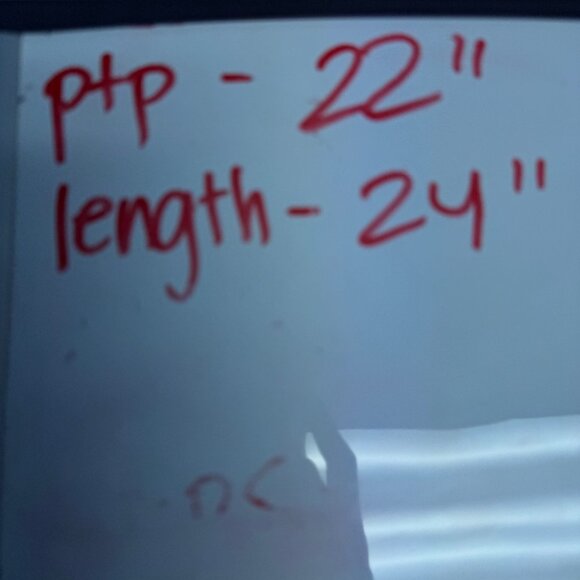 ptp - 22"
length - 24"